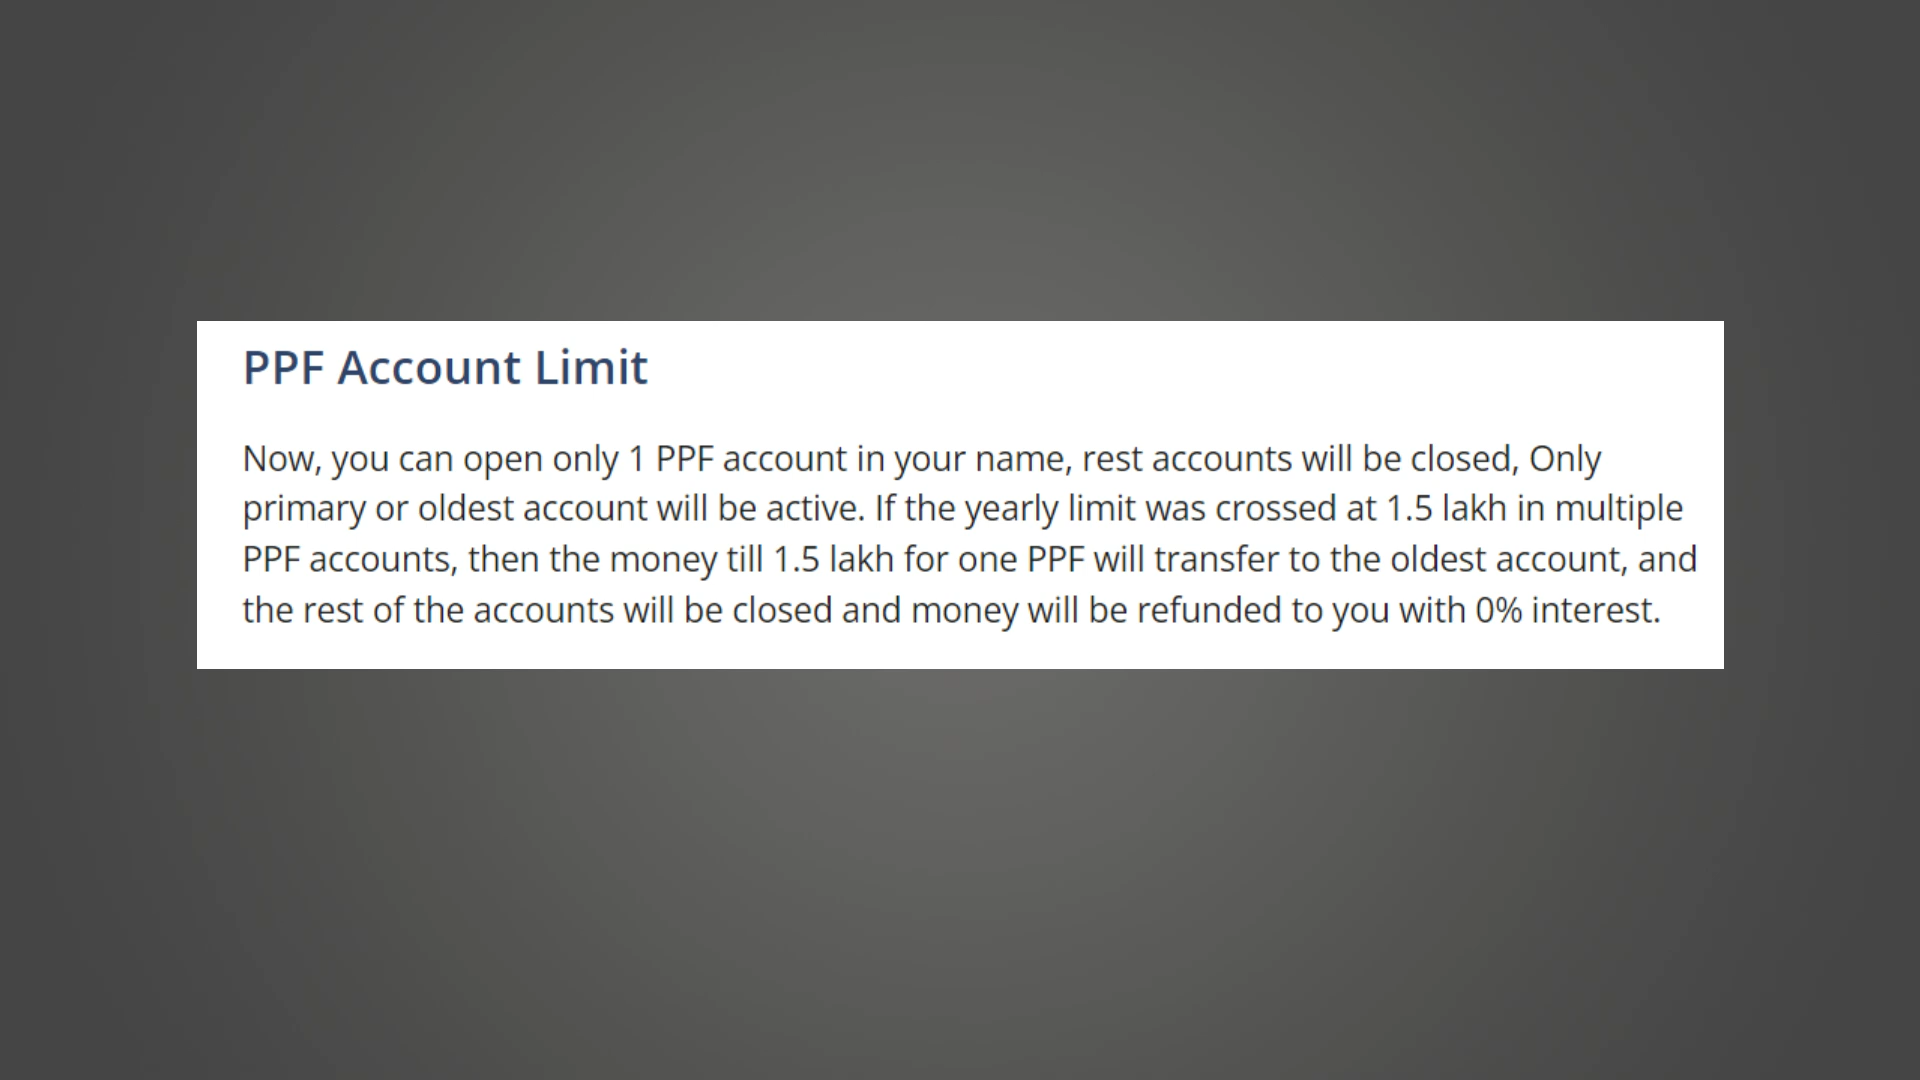 PPF Account Limit
Now, you can open only 1 PPF account in your name, rest accounts will be closed, Only
primary or oldest account will be active. If the yearly limit was crossed at 1.5 lakh in multiple
PPF accounts, then the money till 1.5 lakh for one PPF will transfer to the oldest account, and
the rest of the accounts will be closed and money will be refunded to you with 0% interest.